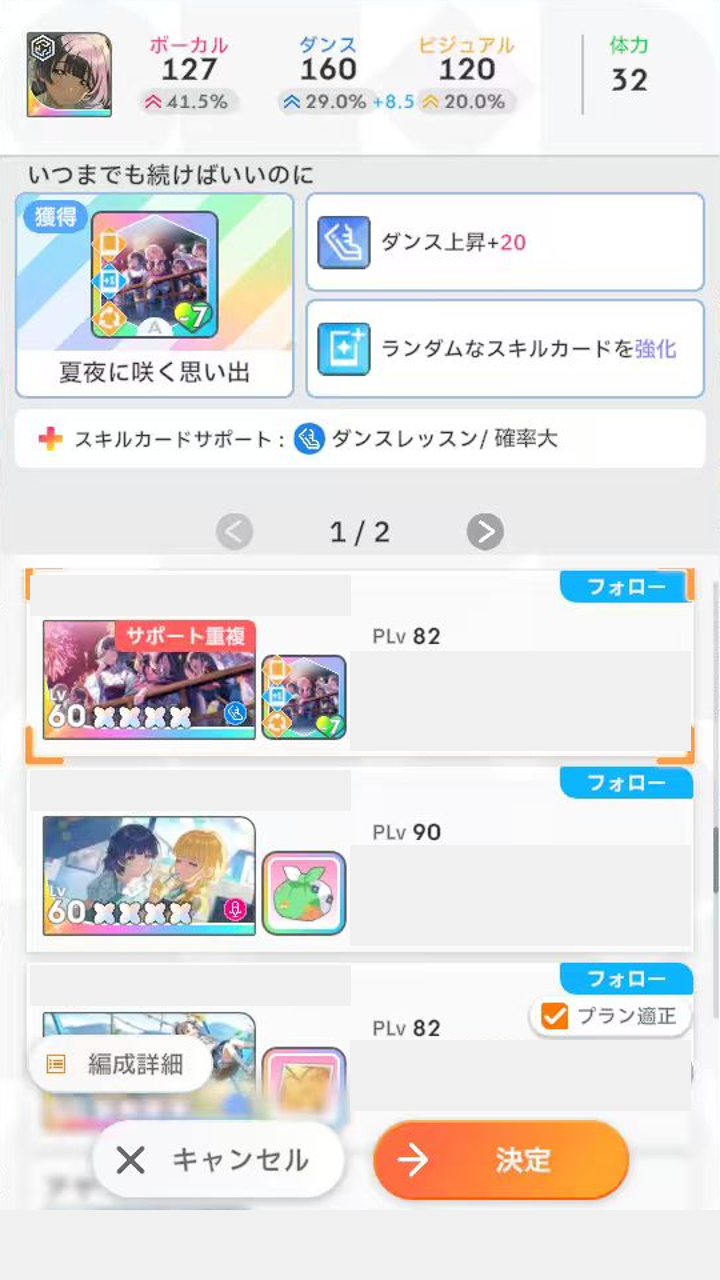 ボーカル ダンス ビジュアル 体力
127 160 120 32
41.5% 29.0% +8.5 20.0%
いつまでも続けばいいのに
獲得
A
7
夏夜に咲く思い出
ダンス上昇+20
ランダムなスキルカードを強化
スキルカードサポート: ダンスレッスン/ 確率大
1 / 2
フォロー
サポート重複
PLv 82
Lv
60
7
フォロー
PLv 90
Lv
60
フォロー
PLv 82
プラン適正
編成詳細
キャンセル
決定